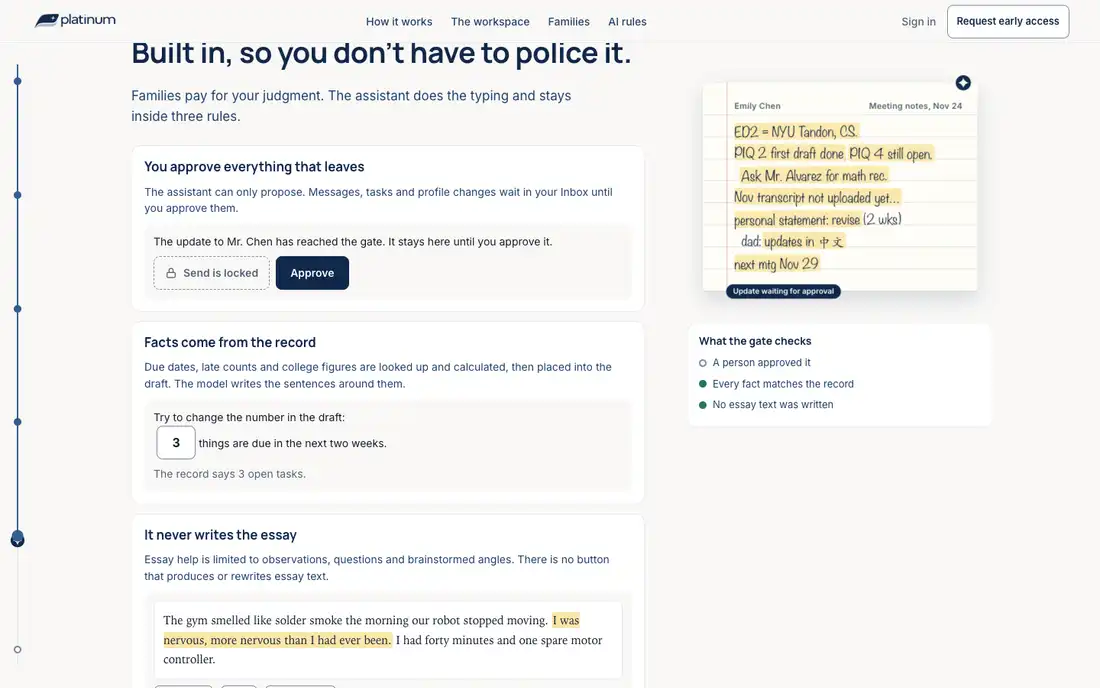 platinum
How it works
The workspace
Families
AI rules
Sign in
Request early access
Built in, so you don't have to police it.
Families pay for your judgment. The assistant does the typing and stays
inside three rules.
You approve everything that leaves
The assistant can only propose. Messages, tasks and profile changes wait in your Inbox until
you approve them.
The update to Mr. Chen has reached the gate. It stays here until you approve it.
Send is locked
Approve
Facts come from the record
Due dates, late counts and college figures are looked up and calculated, then placed into the
draft. The model writes the sentences around them.
Try to change the number in the draft:
3 things are due in the next two weeks.
The record says 3 open tasks.
It never writes the essay
Essay help is limited to observations, questions and brainstormed angles. There is no button
that produces or rewrites essay text.
The gym smelled like solder smoke the morning our robot stopped moving. I was
nervous, more nervous than I had ever been. I had forty minutes and one spare motor
controller.
Emily Chen
Meeting notes, Nov 24
ED2 = NYU Tandon, CS.
PIQ 2 first draft done. PIQ 4 still open.
Ask Mr. Alvarez for math rec.
Nov transcript not uploaded yet...
personal statement: revise (2 wks)
dad: updates in 中文
next mtg Nov 29
Update waiting for approval
What the gate checks
A person approved it
Every fact matches the record
No essay text was written